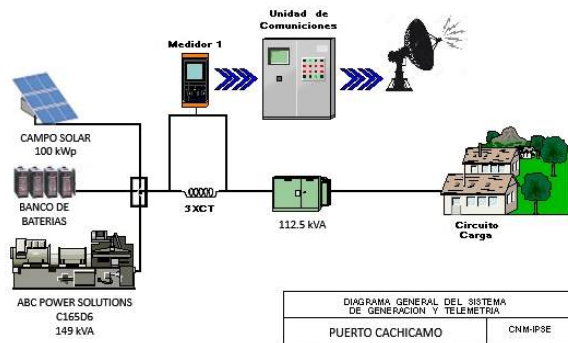 Unidad de
Comuniciones
Medidor 1
CAMPO SOLAR
100 kWp
BANCO DE
BATERIAS
3XCT
112.5 kVA
Circuito
Carga
ABC POWER SOLUTIONS
C165D6
149 kVA
DIAGRAMA GENERAL DEL SISTEMA
DE GENERACION Y TELEMETRIA
PUERTO CACHICAMO
CNM-IPSE